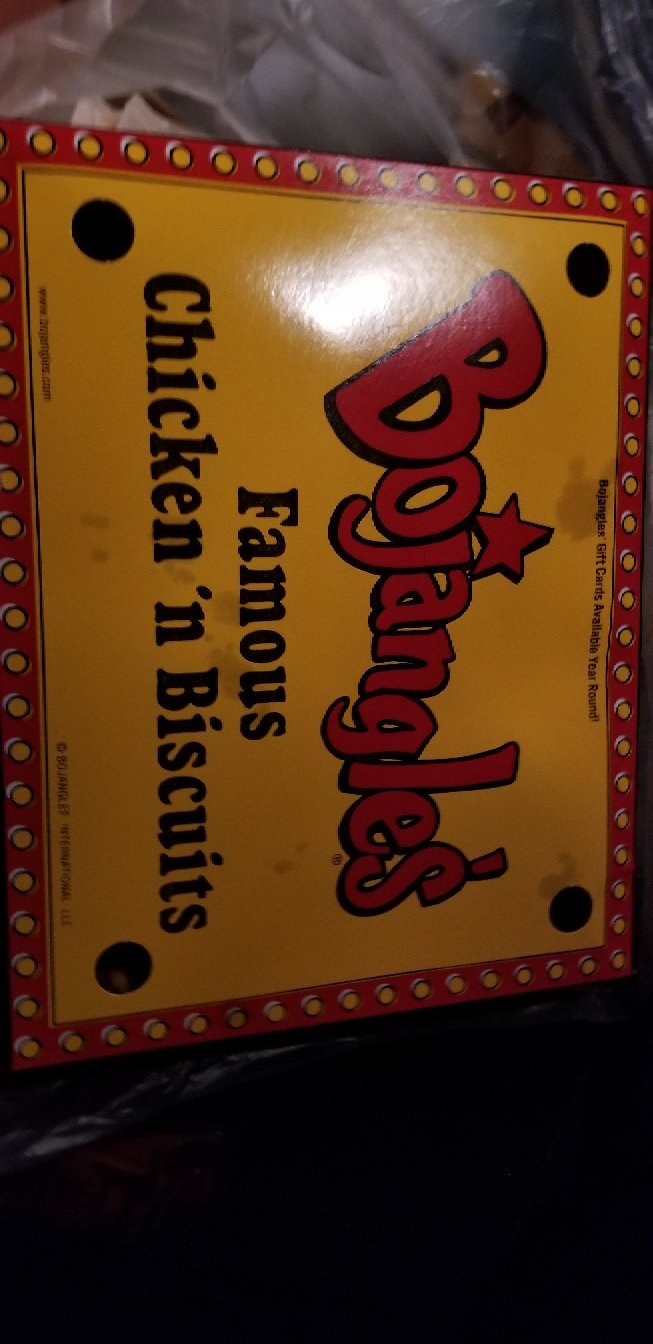 Bojangles' Gift Cards Available Year Round!
Bojangles'®
Famous
Chicken 'n Biscuits
www.bojangles.com
© BOJANGLES' INTERNATIONAL, LLC